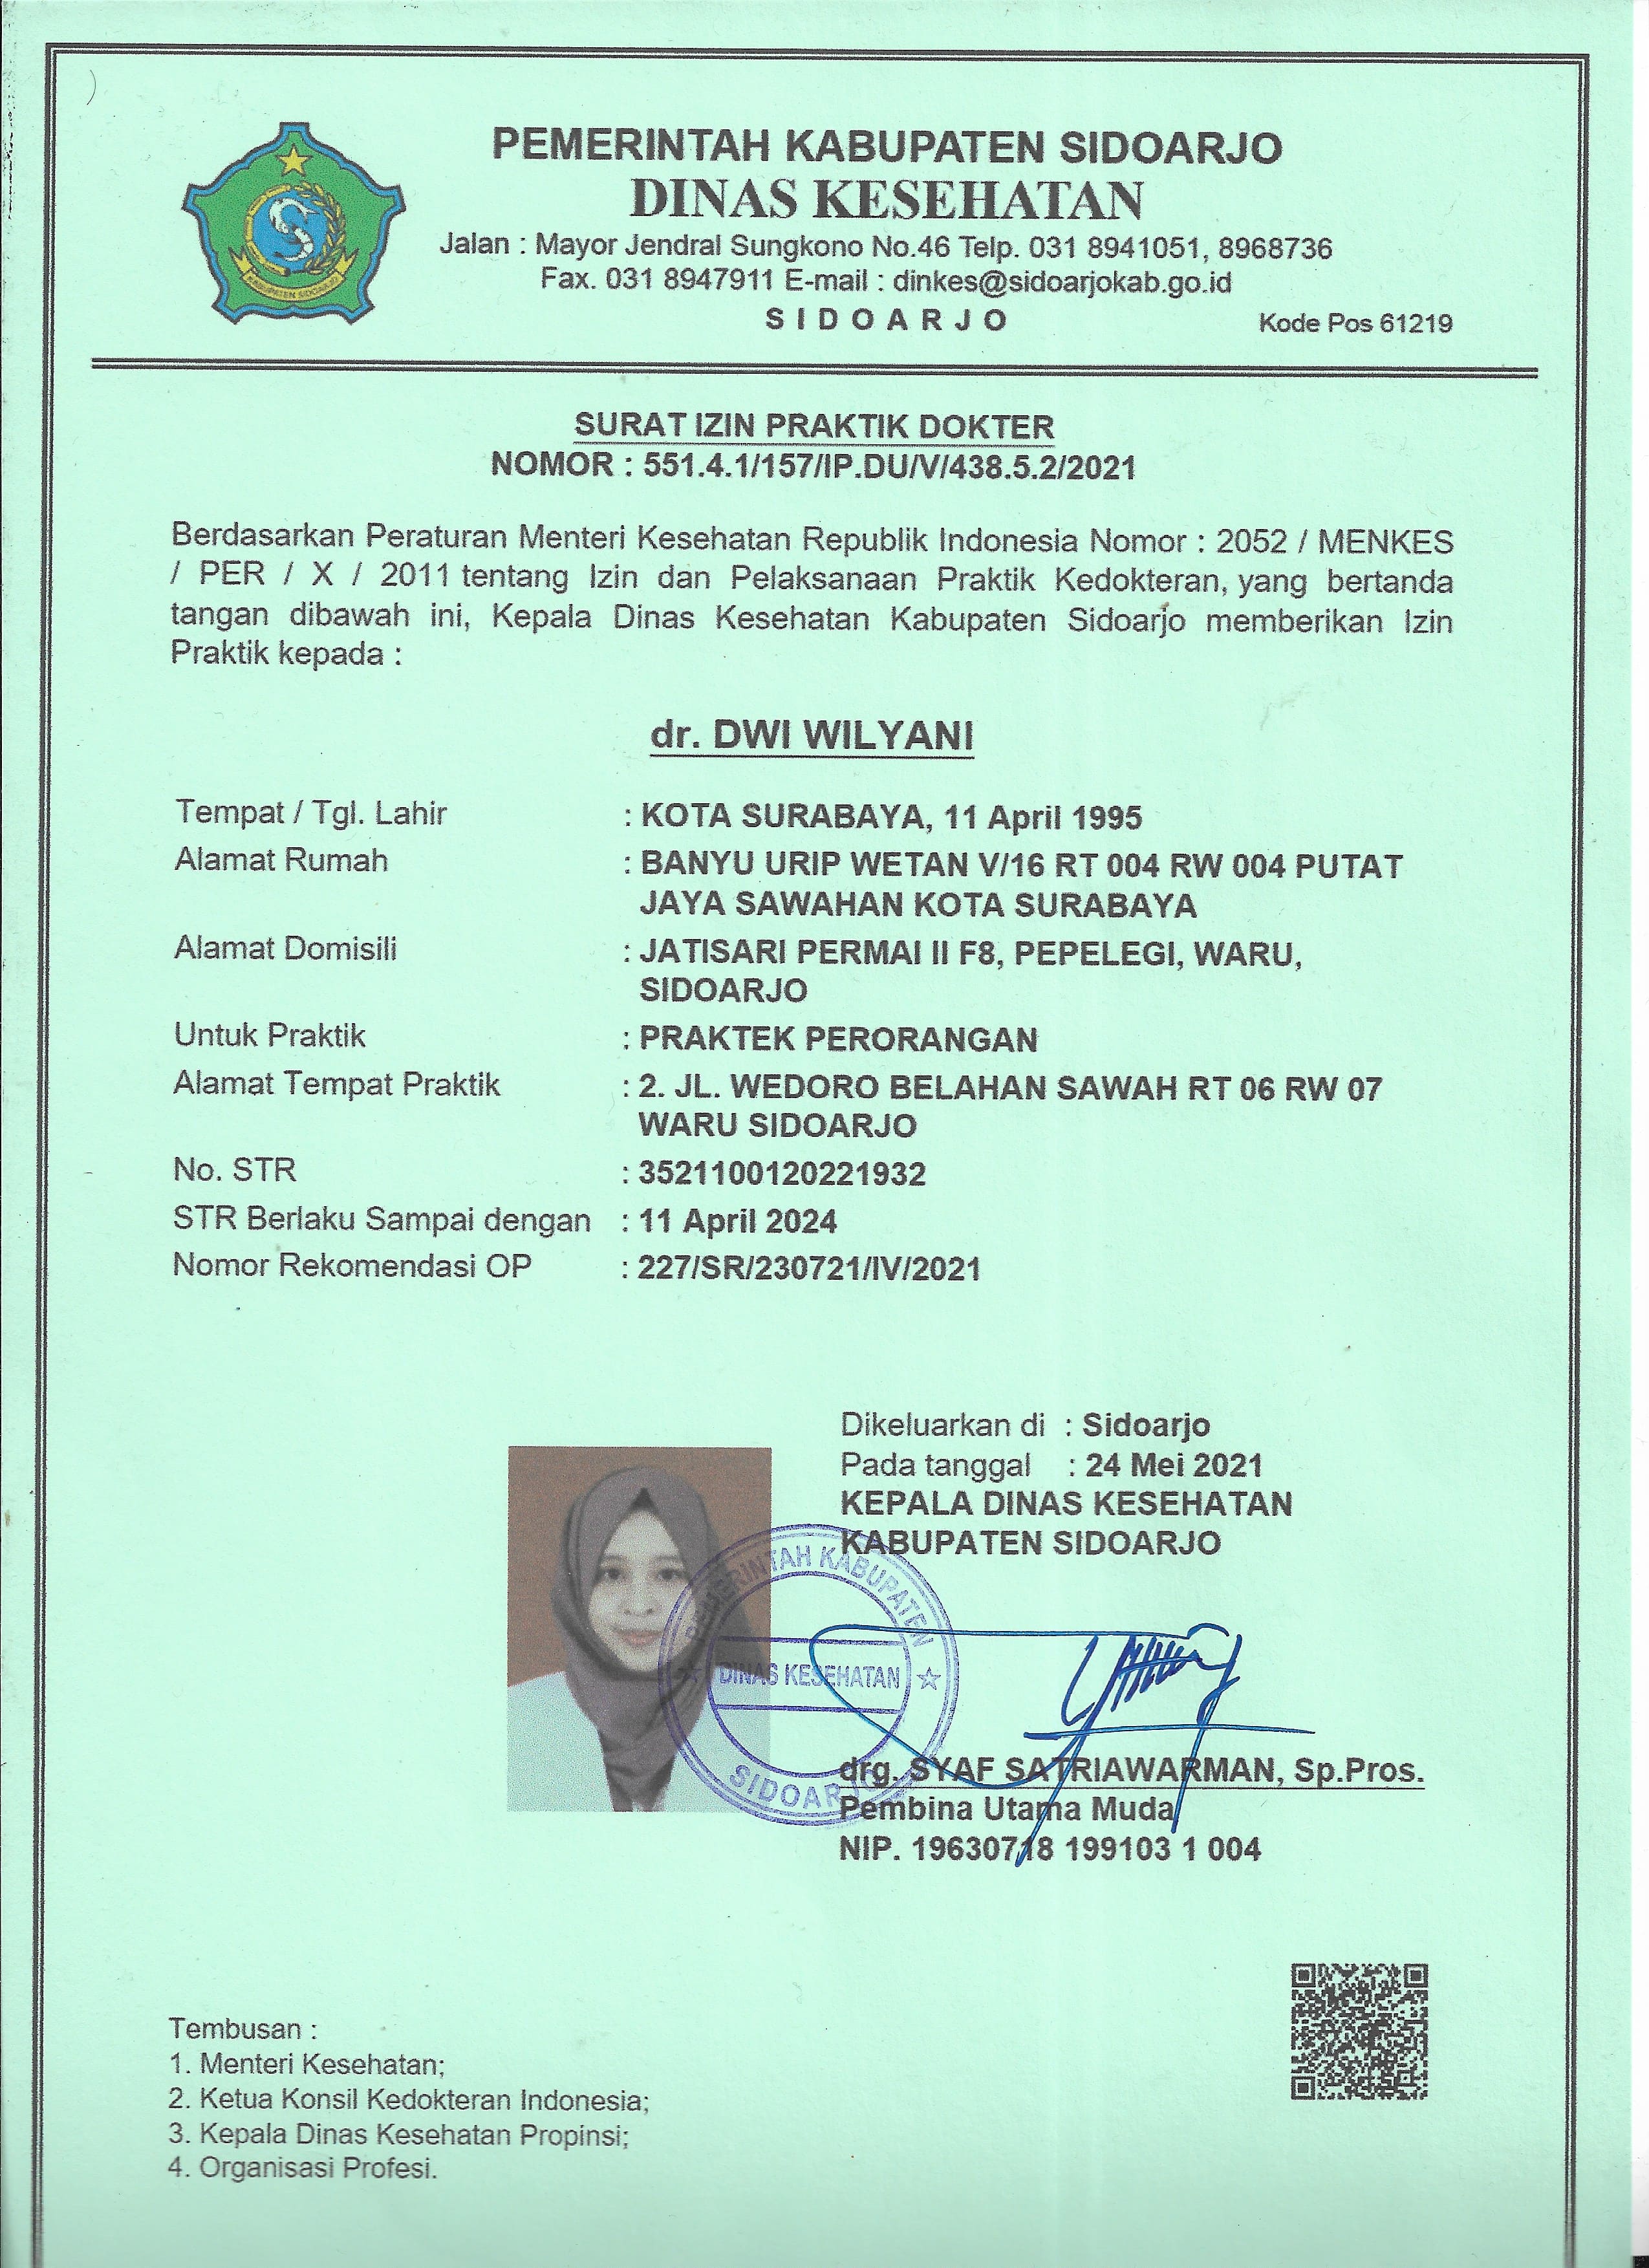 PEMERINTAH KABUPATEN SIDOARJO
DINAS KESEHATAN
Jalan : Mayor Jendral Sungkono No.46 Telp. 031 8941051, 8968736
Fax. 031 8947911 E-mail : dinkes@sidoarjokab.go.id
S I D O A R J O
Kode Pos 61219
KABUPATEN SIDOARJO
SURAT IZIN PRAKTIK DOKTER
NOMOR : 551.4.1/157/IP.DU/V/438.5.2/2021
Berdasarkan Peraturan Menteri Kesehatan Republik Indonesia Nomor : 2052 / MENKES
/ PER / X / 2011 tentang Izin dan Pelaksanaan Praktik Kedokteran, yang bertanda
tangan dibawah ini, Kepala Dinas Kesehatan Kabupaten Sidoarjo memberikan Izin
Praktik kepada :
dr. DWI WILYANI
Tempat / Tgl. Lahir : KOTA SURABAYA, 11 April 1995
Alamat Rumah : BANYU URIP WETAN V/16 RT 004 RW 004 PUTAT
JAYA SAWAHAN KOTA SURABAYA
Alamat Domisili : JATISARI PERMAI II F8, PEPELEGI, WARU,
SIDOARJO
Untuk Praktik : PRAKTEK PERORANGAN
Alamat Tempat Praktik : 2. JL. WEDORO BELAHAN SAWAH RT 06 RW 07
WARU SIDOARJO
No. STR : 3521100120221932
STR Berlaku Sampai dengan : 11 April 2024
Nomor Rekomendasi OP : 227/SR/230721/IV/2021
Dikeluarkan di : Sidoarjo
Pada tanggal : 24 Mei 2021
KEPALA DINAS KESEHATAN
KABUPATEN SIDOARJO
PEMERINTAH KABUPATEN
DINAS KESEHATAN
SIDOARJO
drg. SYAF SATRIAWARMAN, Sp.Pros.
Pembina Utama Muda
NIP. 19630718 199103 1 004
Tembusan :
1. Menteri Kesehatan;
2. Ketua Konsil Kedokteran Indonesia;
3. Kepala Dinas Kesehatan Propinsi;
4. Organisasi Profesi.